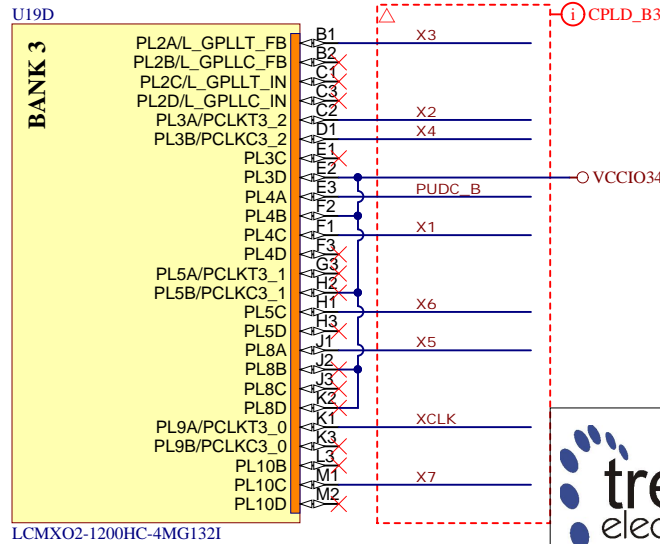 U19D
CPLD_B3
BANK 3
PL2A/L_GPLLT_FB B1 X3
PL2B/L_GPLLC_FB B2
PL2C/L_GPLLT_IN C1
PL2D/L_GPLLC_IN C3
PL3A/PCLKT3_2 C2 X2
PL3B/PCLKC3_2 D1 X4
PL3C E1
PL3D E2 VCCIO34
PL4A E3 PUDC_B
PL4B F2
PL4C F1 X1
PL4D F3
PL5A/PCLKT3_1 G3
PL5B/PCLKC3_1 H2
PL5C H1 X6
PL5D H3
PL8A J1 X5
PL8B J2
PL8C J3
PL8D K2
PL9A/PCLKT3_0 K1 XCLK
PL9B/PCLKC3_0 K3
PL10B L3
PL10C M1 X7
PL10D M2
LCMXO2-1200HC-4MG132I
tre
elec